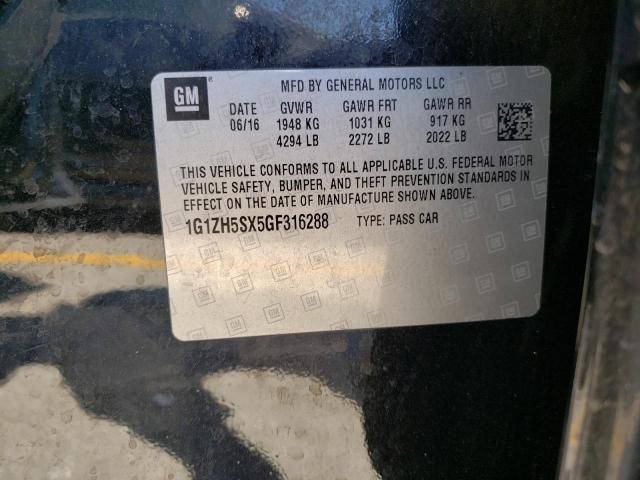 GM
MFD BY GENERAL MOTORS LLC
DATE GVWR GAWR FRT GAWR RR
06/16 1948 KG 1031 KG 917 KG
4294 LB 2272 LB 2022 LB
THIS VEHICLE CONFORMS TO ALL APPLICABLE U.S. FEDERAL MOTOR
VEHICLE SAFETY, BUMPER, AND THEFT PREVENTION STANDARDS IN
EFFECT ON THE DATE OF MANUFACTURE SHOWN ABOVE.
1G1ZH5SX5GF316288 TYPE: PASS CAR